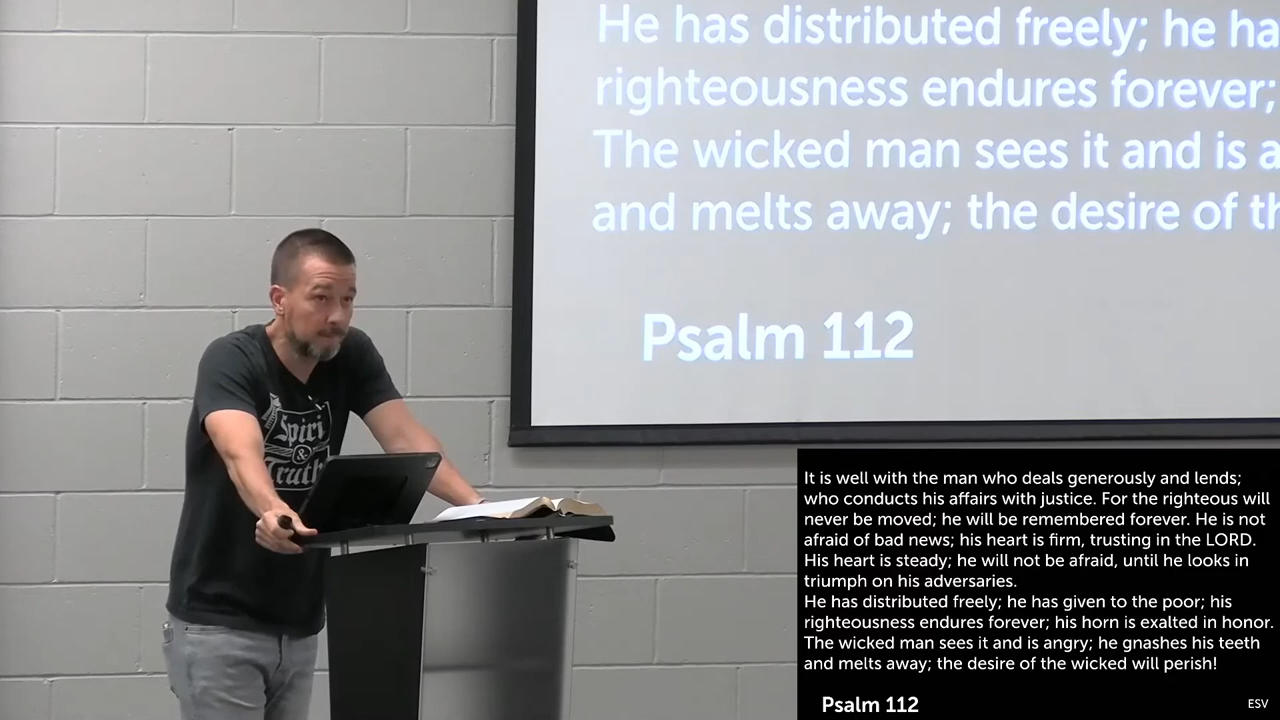 He has distributed freely; he ha
righteousness endures forever;
The wicked man sees it and is a
and melts away; the desire of th
Psalm 112
Spiri
&
Truth
It is well with the man who deals generously and lends;
who conducts his affairs with justice. For the righteous will
never be moved; he will be remembered forever. He is not
afraid of bad news; his heart is firm, trusting in the LORD.
His heart is steady; he will not be afraid, until he looks in
triumph on his adversaries.
He has distributed freely; he has given to the poor; his
righteousness endures forever; his horn is exalted in honor.
The wicked man sees it and is angry; he gnashes his teeth
and melts away; the desire of the wicked will perish!
Psalm 112
ESV